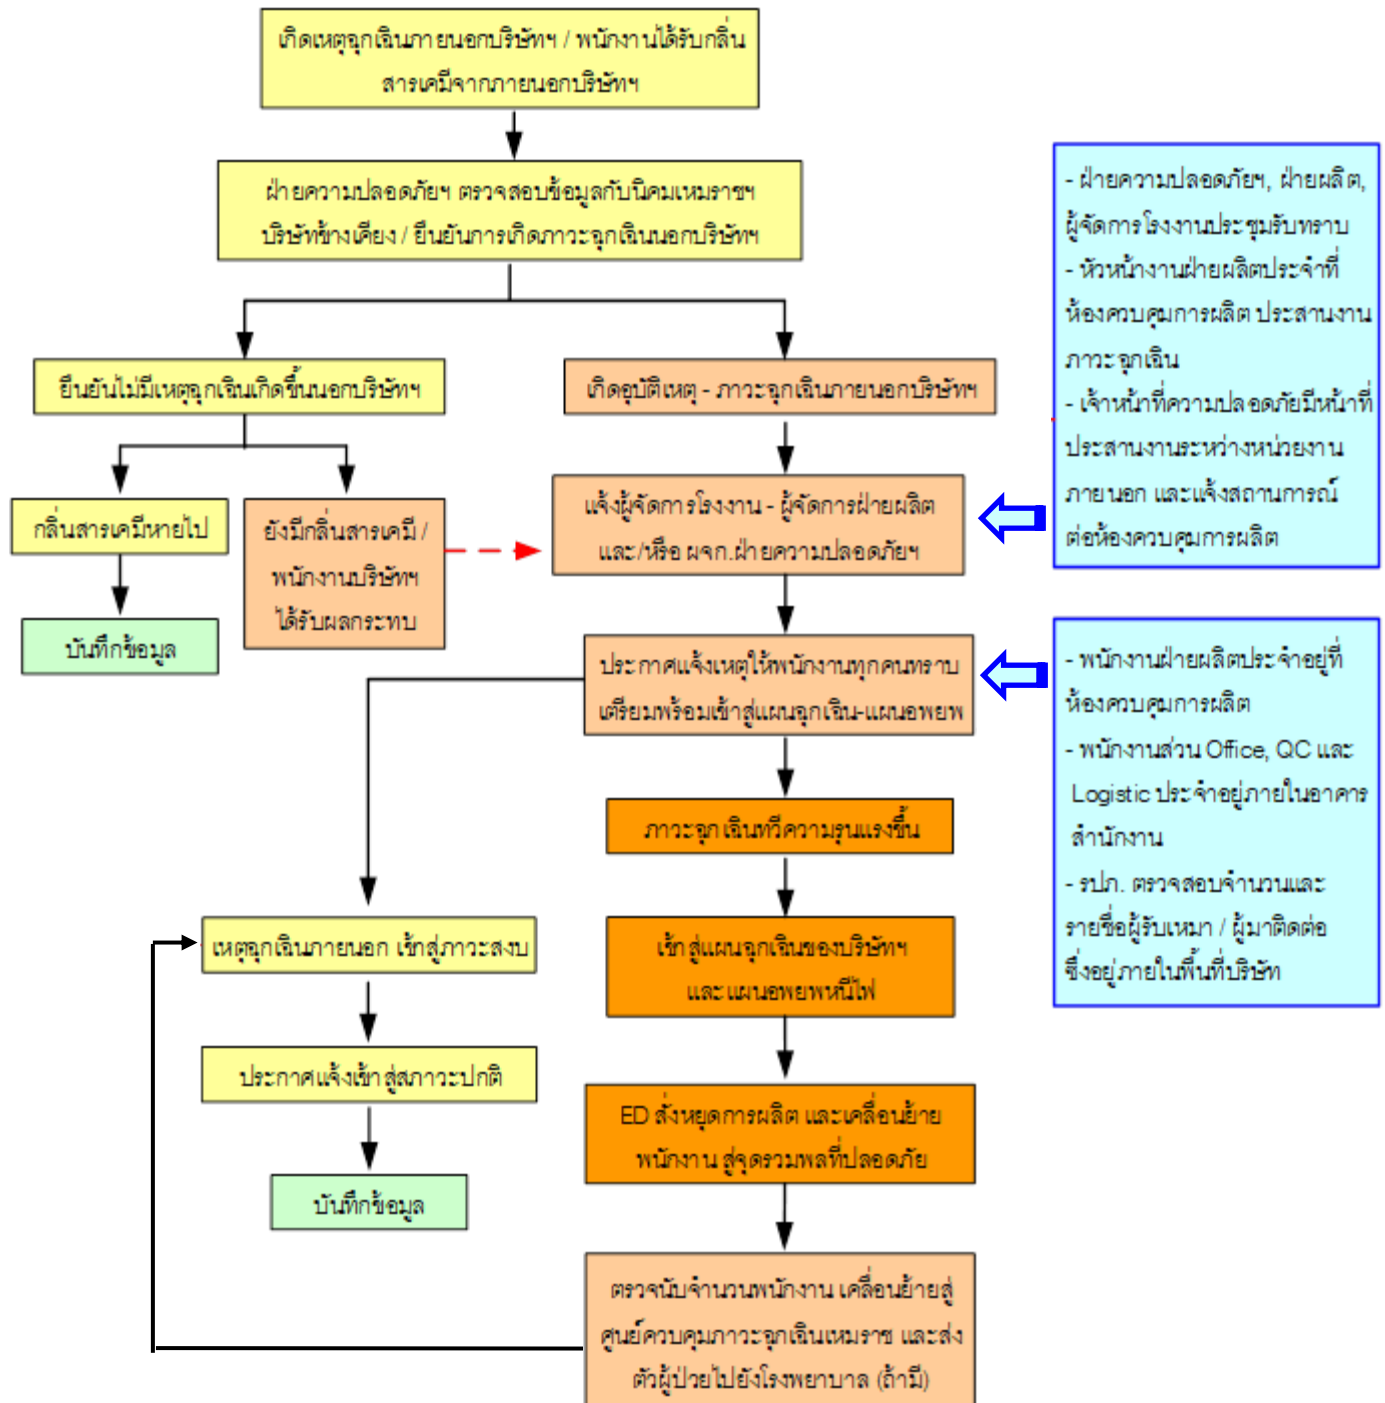 เกิดเหตุฉุกเฉินภายนอกบริษัทฯ / พนักงานได้รับกลิ่น
สารเคมีจากภายนอกบริษัทฯ
ฝ่ายความปลอดภัยฯ ตรวจสอบข้อมูลกับนิคมเหมราชฯ
บริษัทข้างเคียง / ยืนยันการเกิดภาวะฉุกเฉินนอกบริษัทฯ
ยืนยันไม่มีเหตุฉุกเฉินเกิดขึ้นนอกบริษัทฯ
เกิดอุบัติเหตุ - ภาวะฉุกเฉินภายนอกบริษัทฯ
กลิ่นสารเคมีหายไป
ยังมีกลิ่นสารเคมี /
พนักงานบริษัทฯ
ได้รับผลกระทบ
บันทึกข้อมูล
แจ้งผู้จัดการโรงงาน - ผู้จัดการฝ่ายผลิต
และ/หรือ ผจก.ฝ่ายความปลอดภัยฯ
- ฝ่ายความปลอดภัยฯ, ฝ่ายผลิต,
ผู้จัดการโรงงานประชุมรับทราบ
- หัวหน้างานฝ่ายผลิตประจำที่
ห้องควบคุมการผลิต ประสานงาน
ภาวะฉุกเฉิน
- เจ้าหน้าที่ความปลอดภัยมีหน้าที่
ประสานงานระหว่างหน่วยงาน
ภายนอก และแจ้งสถานการณ์
ต่อห้องควบคุมการผลิต
ประกาศแจ้งเหตุให้พนักงานทุกคนทราบ
เตรียมพร้อมเข้าสู่แผนฉุกเฉิน-แผนอพยพ
- พนักงานฝ่ายผลิตประจำอยู่ที่
ห้องควบคุมการผลิต
- พนักงานส่วน Office, QC และ
Logistic ประจำอยู่ภายในอาคาร
สำนักงาน
- รปภ. ตรวจสอบจำนวนและ
รายชื่อผู้รับเหมา / ผู้มาติดต่อ
ซึ่งอยู่ภายในพื้นที่บริษัท
ภาวะฉุกเฉินทวีความรุนแรงขึ้น
เหตุฉุกเฉินภายนอก เข้าสู่ภาวะสงบ
เข้าสู่แผนฉุกเฉินของบริษัทฯ
และแผนอพยพหนีไฟ
ประกาศแจ้งเข้าสู่สภาวะปกติ
ED สั่งหยุดการผลิต และเคลื่อนย้าย
พนักงาน สู่จุดรวมพลที่ปลอดภัย
บันทึกข้อมูล
ตรวจนับจำนวนพนักงาน เคลื่อนย้ายสู่
ศูนย์ควบคุมภาวะฉุกเฉินเหมราช และส่ง
ตัวผู้ป่วยไปยังโรงพยาบาล (ถ้ามี)